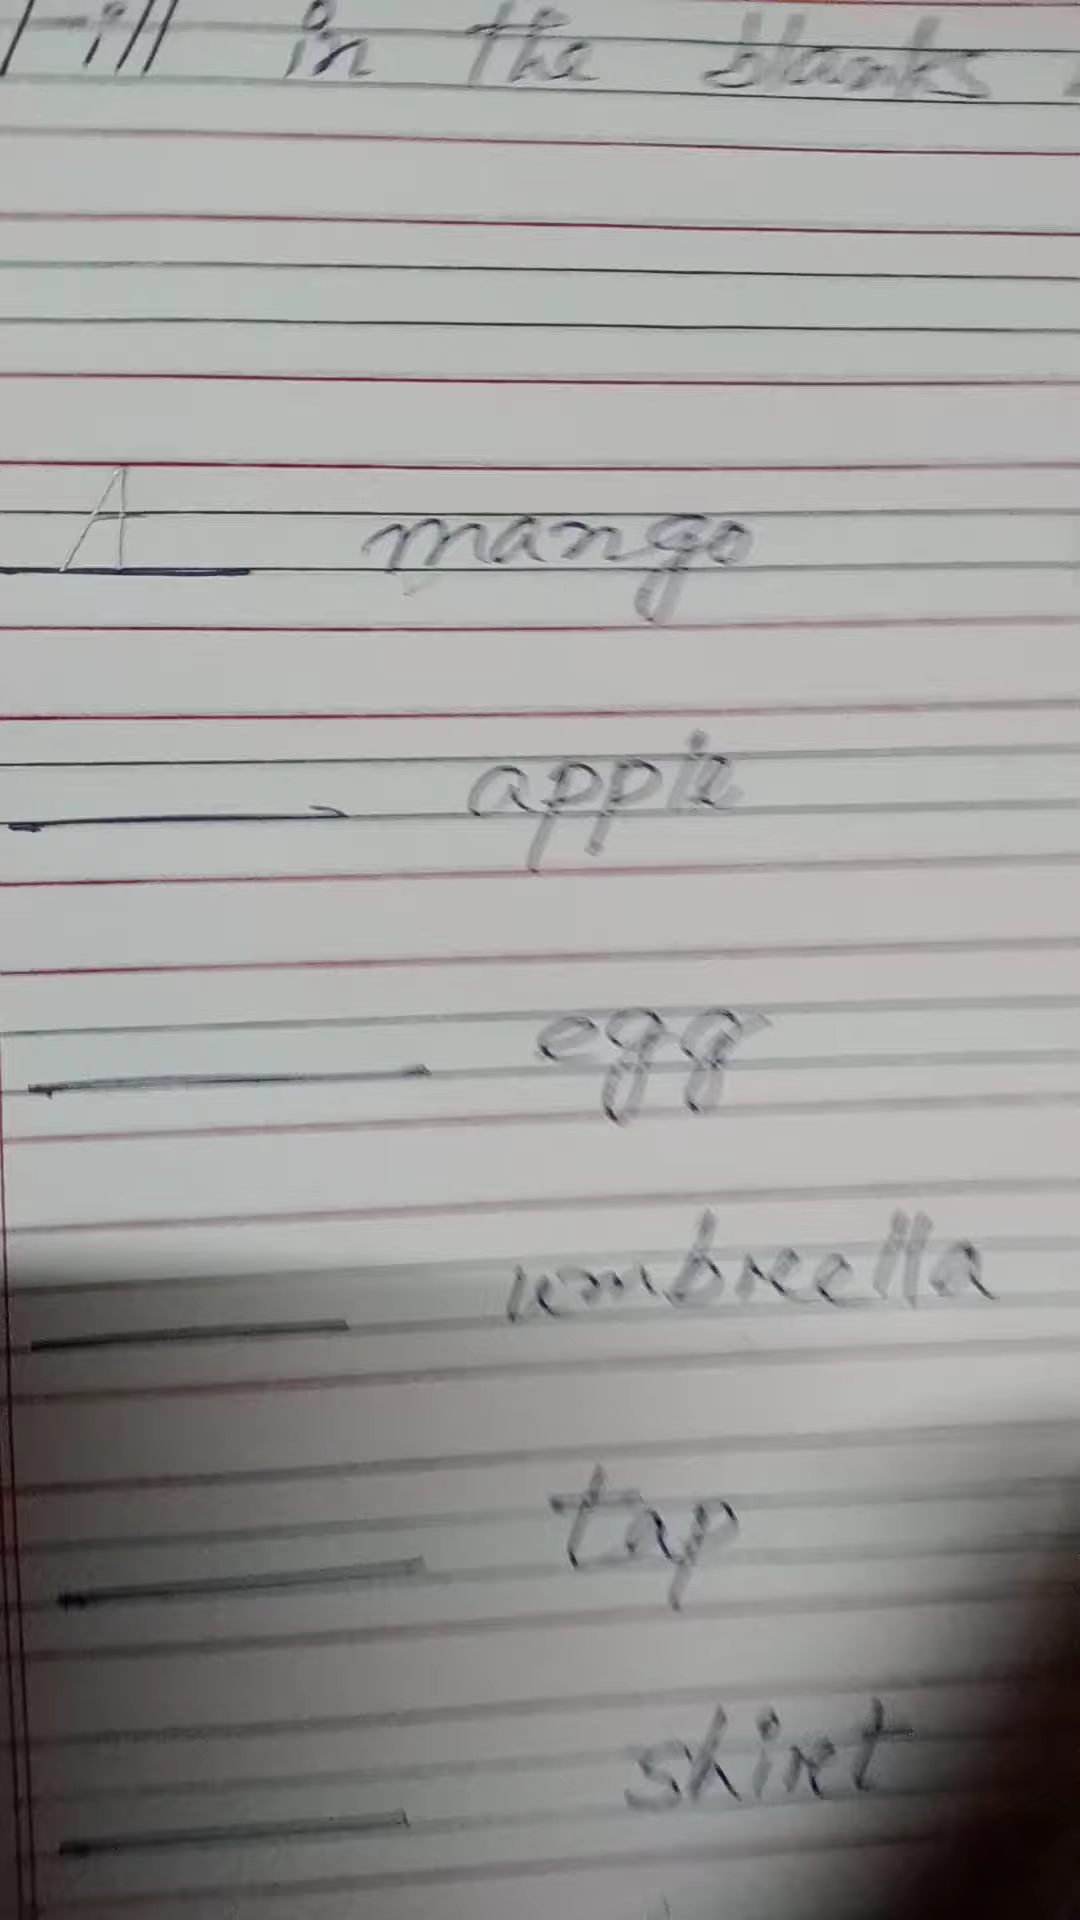 Fill in the blanks
A mango
apple
egg
umbrella
tap
shirt